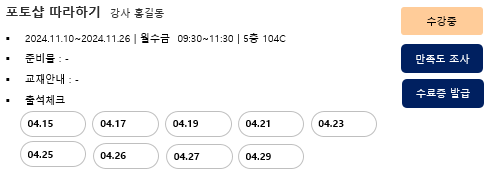 포토샵 따라하기 강사 홍길동
수강중
▪ 2024.11.10~2024.11.26 | 월수금 09:30~11:30 | 5층 104C
만족도 조사
▪ 준비물 : -
▪ 교재안내 : -
수료증 발급
▪ 출석체크
04.15 04.17 04.19 04.21 04.23
04.25 04.26 04.27 04.29